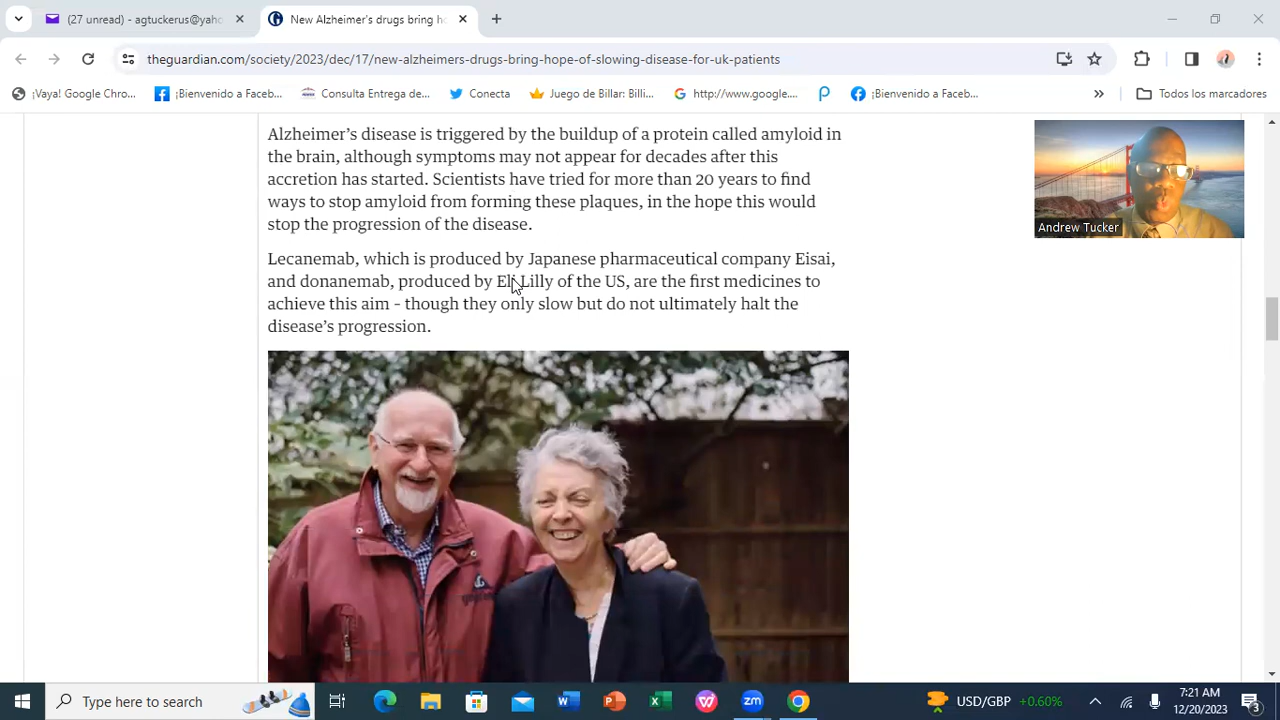 (27 unread) - agtuckerus@yaho
New Alzheimer's drugs bring ho
theguardian.com/society/2023/dec/17/new-alzheimers-drugs-bring-hope-of-slowing-disease-for-uk-patients
¡Vaya! Google Chro...
¡Bienvenido a Faceb...
Consulta Entrega de...
Conecta
Juego de Billar: Billi...
http://www.google....
¡Bienvenido a Faceb...
»
Todos los marcadores
Alzheimer's disease is triggered by the buildup of a protein called amyloid in
the brain, although symptoms may not appear for decades after this
accretion has started. Scientists have tried for more than 20 years to find
ways to stop amyloid from forming these plaques, in the hope this would
stop the progression of the disease.
Andrew Tucker
Lecanemab, which is produced by Japanese pharmaceutical company Eisai,
and donanemab, produced by Eli Lilly of the US, are the first medicines to
achieve this aim – though they only slow but do not ultimately halt the
disease's progression.
Type here to search
USD/GBP +0.60%
7:21 AM
12/20/2023
3